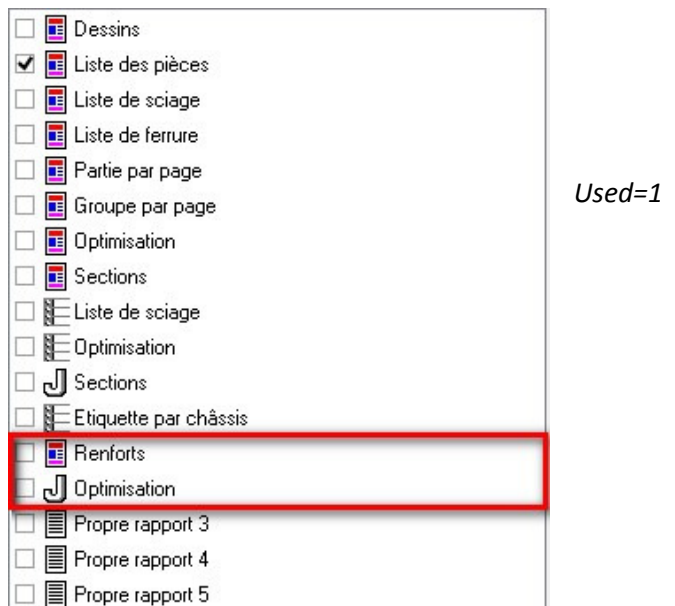 Dessins
Liste des pièces
Liste de sciage
Liste de ferrure
Partie par page
Groupe par page
Optimisation
Sections
Liste de sciage
Optimisation
Sections
Etiquette par châssis
Renforts
Optimisation
Propre rapport 3
Propre rapport 4
Propre rapport 5
Used=1